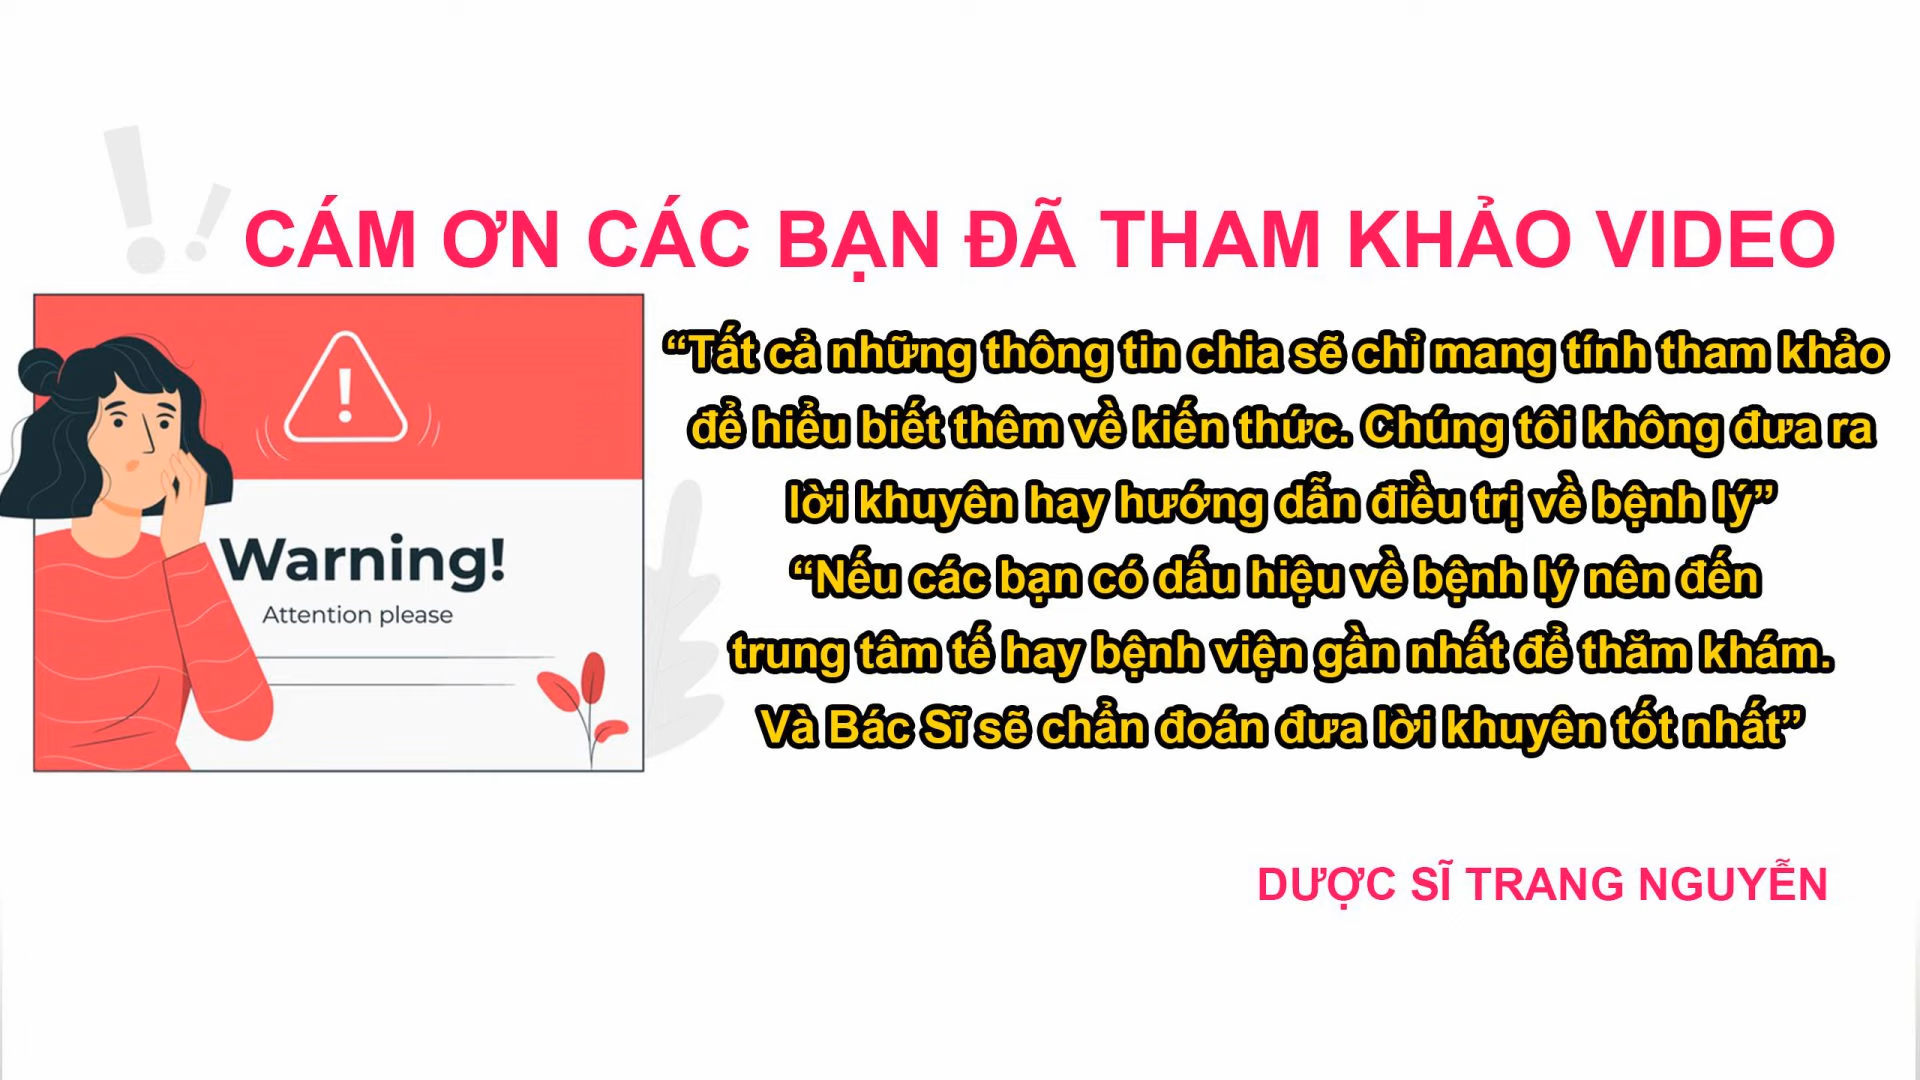 CÁM ƠN CÁC BẠN ĐÃ THAM KHẢO VIDEO
Warning!
Attention please
“Tất cả những thông tin chia sẽ chỉ mang tính tham khảo
để hiểu biết thêm về kiến thức. Chúng tôi không đưa ra
lời khuyên hay hướng dẫn điều trị về bệnh lý”
“Nếu các bạn có dấu hiệu về bệnh lý nên đến
trung tâm tế hay bệnh viện gần nhất để thăm khám.
Và Bác Sĩ sẽ chẩn đoán đưa lời khuyên tốt nhất”
DƯỢC SĨ TRANG NGUYỄN